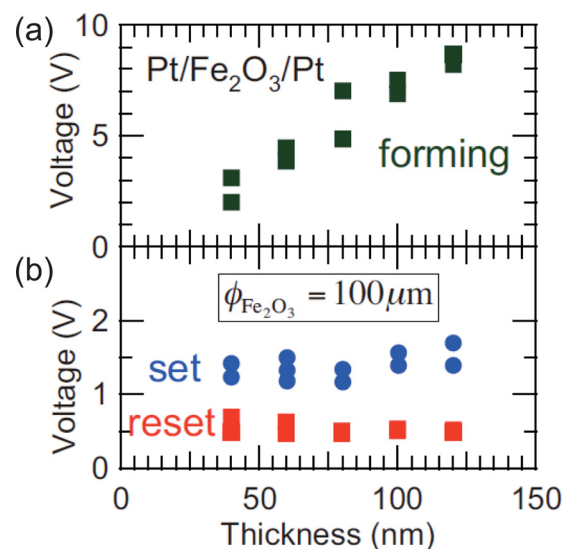 (a)
10
Pt/Fe₂O₃/Pt
5
forming
Voltage (V)
0
(b)
ϕFe₂O₃ = 100μm
2
set
1
reset
Voltage (V)
0
0 50 100 150
Thickness (nm)